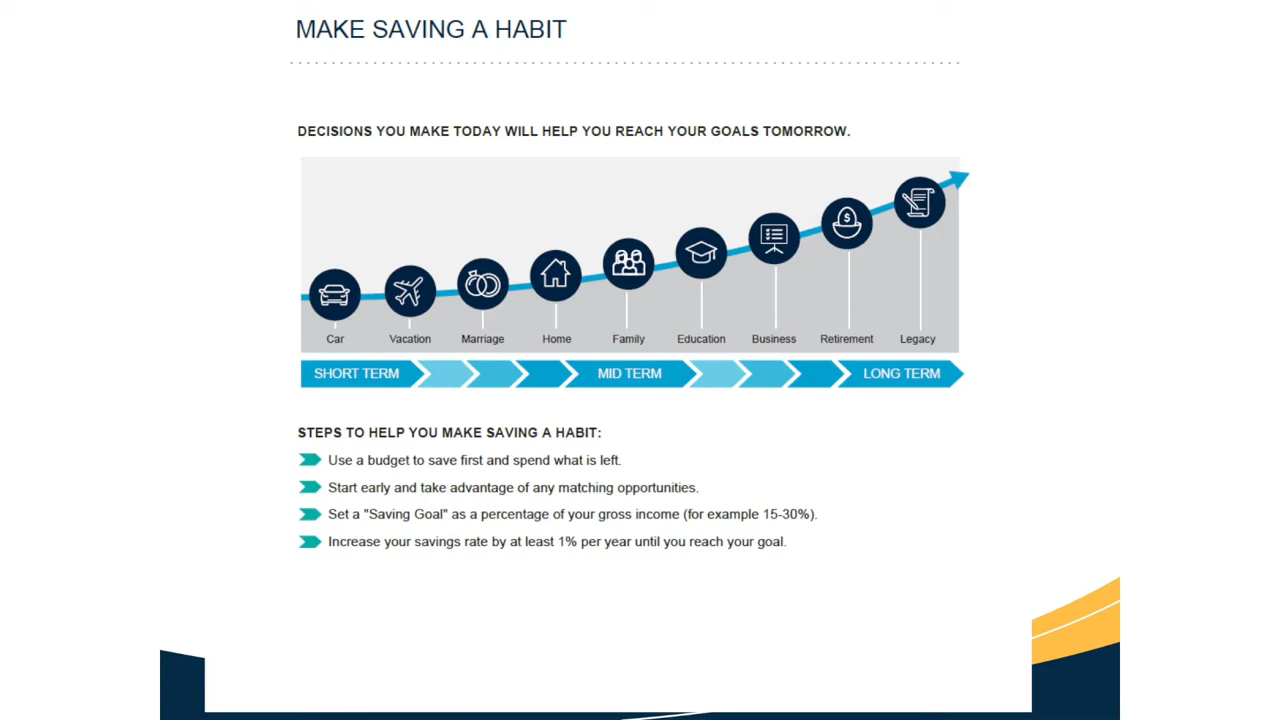 MAKE SAVING A HABIT
DECISIONS YOU MAKE TODAY WILL HELP YOU REACH YOUR GOALS TOMORROW.
$
Car Vacation Marriage Home Family Education Business Retirement Legacy
SHORT TERM MID TERM LONG TERM
STEPS TO HELP YOU MAKE SAVING A HABIT:
Use a budget to save first and spend what is left.
Start early and take advantage of any matching opportunities.
Set a "Saving Goal" as a percentage of your gross income (for example 15-30%).
Increase your savings rate by at least 1% per year until you reach your goal.